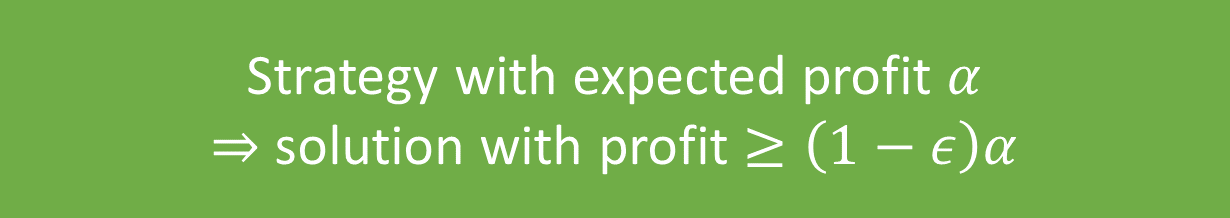 Strategy with expected profit α
⇒ solution with profit ≥ (1 − ϵ)α